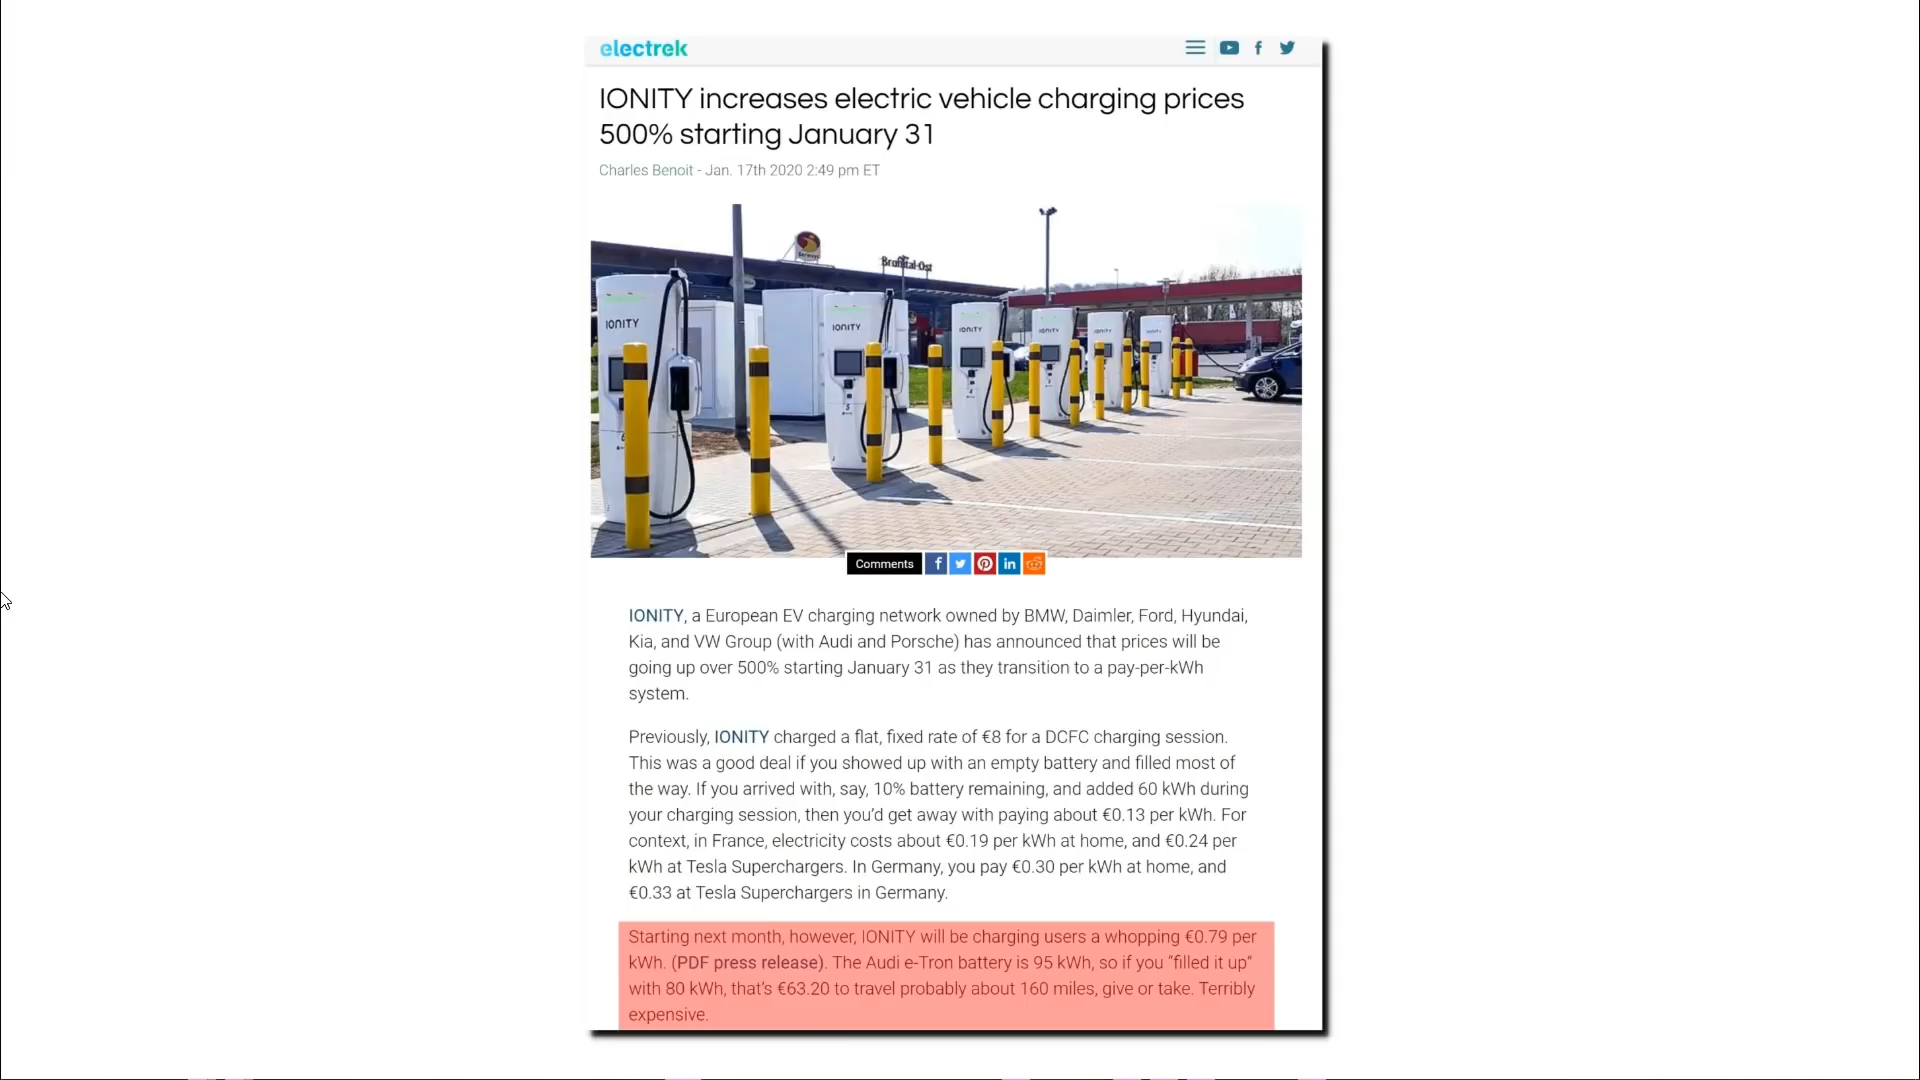 electrek
IONITY increases electric vehicle charging prices
500% starting January 31
Charles Benoit - Jan. 17th 2020 2:49 pm ET
Brohltal-Ost
IONITY
IONITY
IONITY
IONITY
IONITY
IONITY
Comments
IONITY, a European EV charging network owned by BMW, Daimler, Ford, Hyundai,
Kia, and VW Group (with Audi and Porsche) has announced that prices will be
going up over 500% starting January 31 as they transition to a pay-per-kWh
system.
Previously, IONITY charged a flat, fixed rate of €8 for a DCFC charging session.
This was a good deal if you showed up with an empty battery and filled most of
the way. If you arrived with, say, 10% battery remaining, and added 60 kWh during
your charging session, then you’d get away with paying about €0.13 per kWh. For
context, in France, electricity costs about €0.19 per kWh at home, and €0.24 per
kWh at Tesla Superchargers. In Germany, you pay €0.30 per kWh at home, and
€0.33 at Tesla Superchargers in Germany.
Starting next month, however, IONITY will be charging users a whopping €0.79 per
kWh. (PDF press release). The Audi e-Tron battery is 95 kWh, so if you “filled it up”
with 80 kWh, that’s €63.20 to travel probably about 160 miles, give or take. Terribly
expensive.